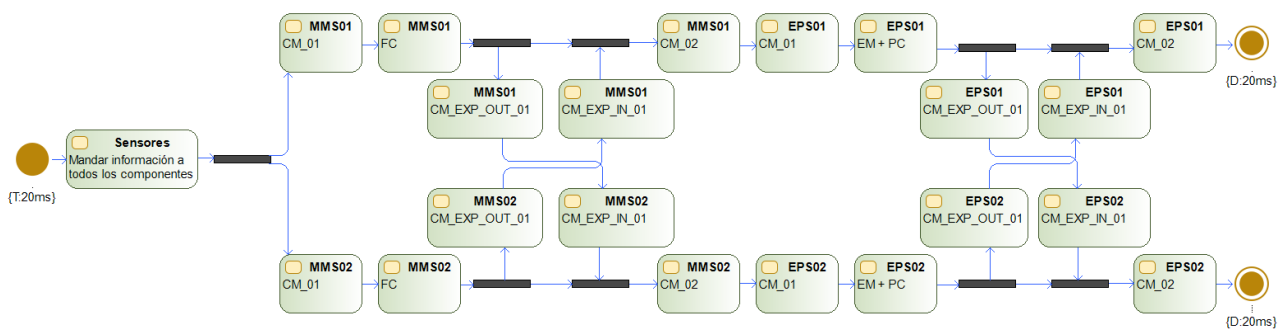 MMS01
CM_01
MMS01
FC
MMS01
CM_02
EPS01
CM_01
EPS01
EM + PC
EPS01
CM_02
{D:20ms}
MMS01
CM_EXP_OUT_01
MMS01
CM_EXP_IN_01
EPS01
CM_EXP_OUT_01
EPS01
CM_EXP_IN_01
Sensores
Mandar información a
todos los componentes
{T:20ms}
MMS02
CM_EXP_OUT_01
MMS02
CM_EXP_IN_01
EPS02
CM_EXP_OUT_01
EPS02
CM_EXP_IN_01
MMS02
CM_01
MMS02
FC
MMS02
CM_02
EPS02
CM_01
EPS02
EM + PC
EPS02
CM_02
{D:20ms}